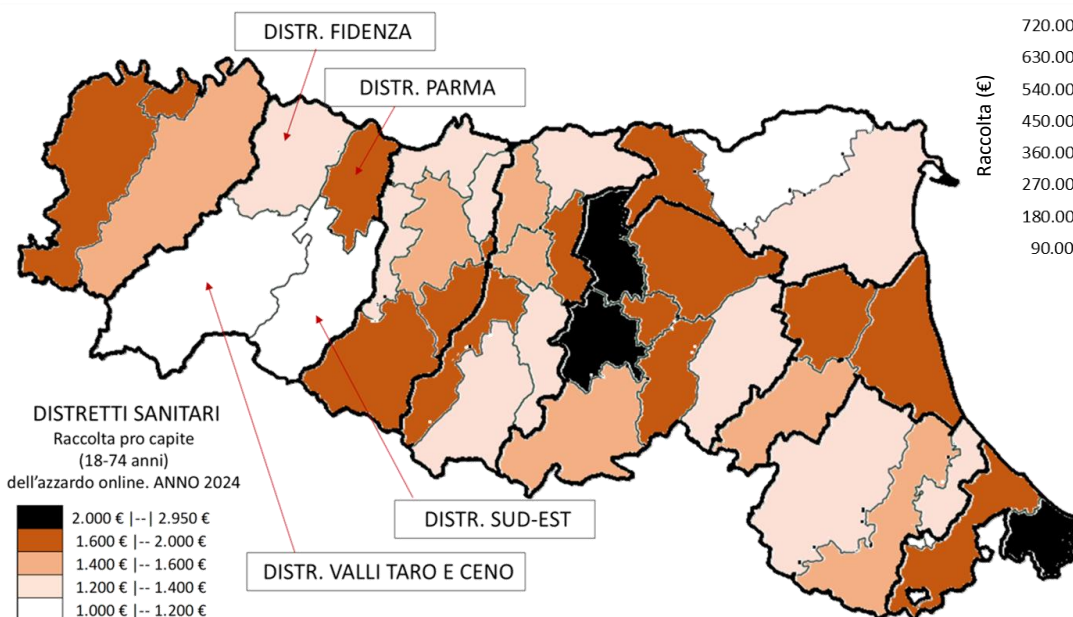 DISTR. FIDENZA
DISTR. PARMA
DISTRETTI SANITARI
Raccolta pro capite
(18-74 anni)
dell'azzardo online. ANNO 2024
2.000 € |--| 2.950 €
1.600 € |-- 2.000 €
1.400 € |-- 1.600 €
1.200 € |-- 1.400 €
1.000 € |-- 1.200 €
DISTR. SUD-EST
DISTR. VALLI TARO E CENO
Raccolta (€)
720.00
630.00
540.00
450.00
360.00
270.00
180.00
90.00